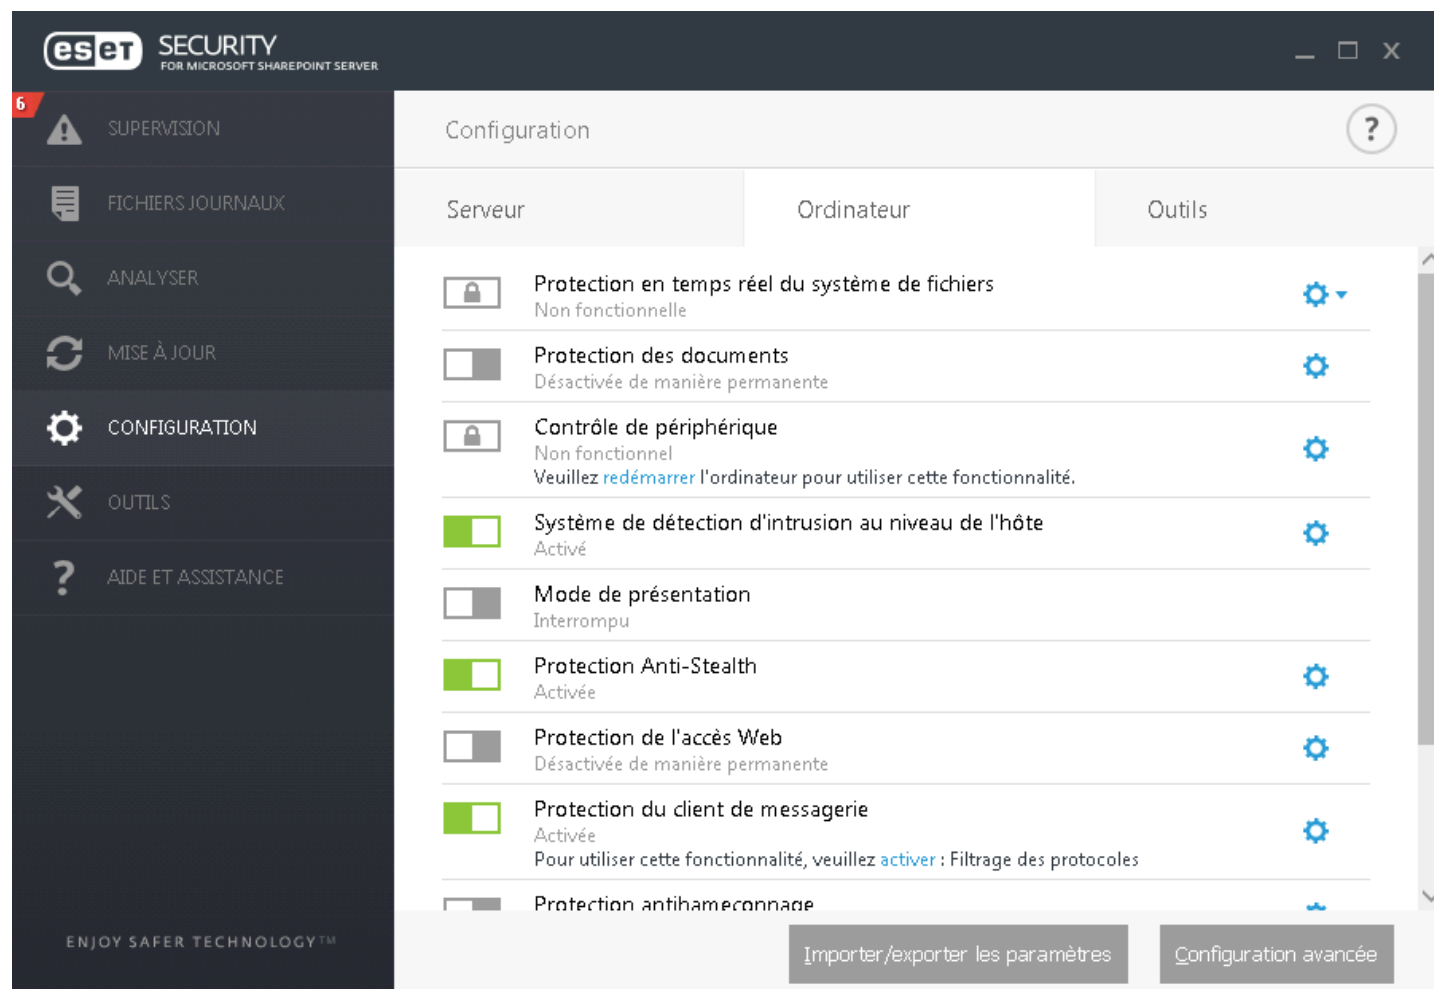 eset SECURITY
FOR MICROSOFT SHAREPOINT SERVER
6
SUPERVISION
FICHIERS JOURNAUX
ANALYSER
MISE À JOUR
CONFIGURATION
OUTILS
? AIDE ET ASSISTANCE
ENJOY SAFER TECHNOLOGY™
Configuration
?
Serveur
Ordinateur
Outils
Protection en temps réel du système de fichiers
Non fonctionnelle
Protection des documents
Désactivée de manière permanente
Contrôle de périphérique
Non fonctionnel
Veuillez redémarrer l'ordinateur pour utiliser cette fonctionnalité.
Système de détection d'intrusion au niveau de l'hôte
Activé
Mode de présentation
Interrompu
Protection Anti-Stealth
Activée
Protection de l'accès Web
Désactivée de manière permanente
Protection du client de messagerie
Activée
Pour utiliser cette fonctionnalité, veuillez activer : Filtrage des protocoles
Protection antihameçonnage
Importer/exporter les paramètres
Configuration avancée